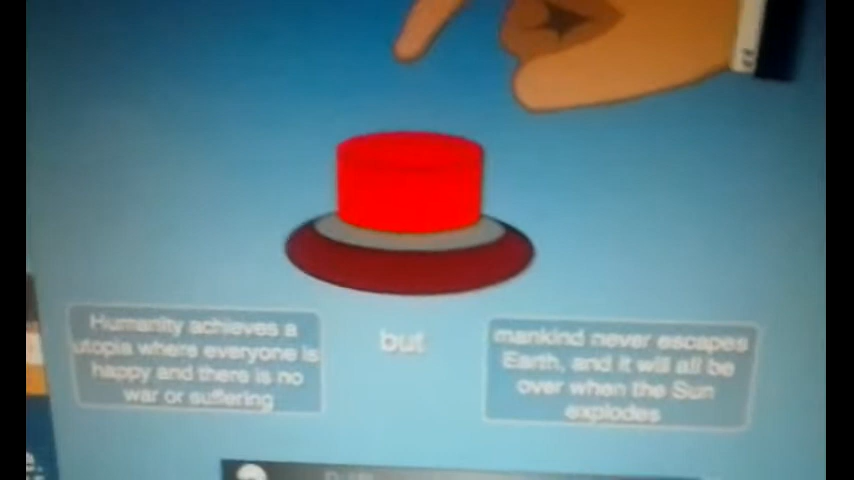 Humanity achieves a
utopia where everyone is
happy and there is no
war or suffering
but
mankind never escapes
Earth, and it will all be
over when the Sun
explodes